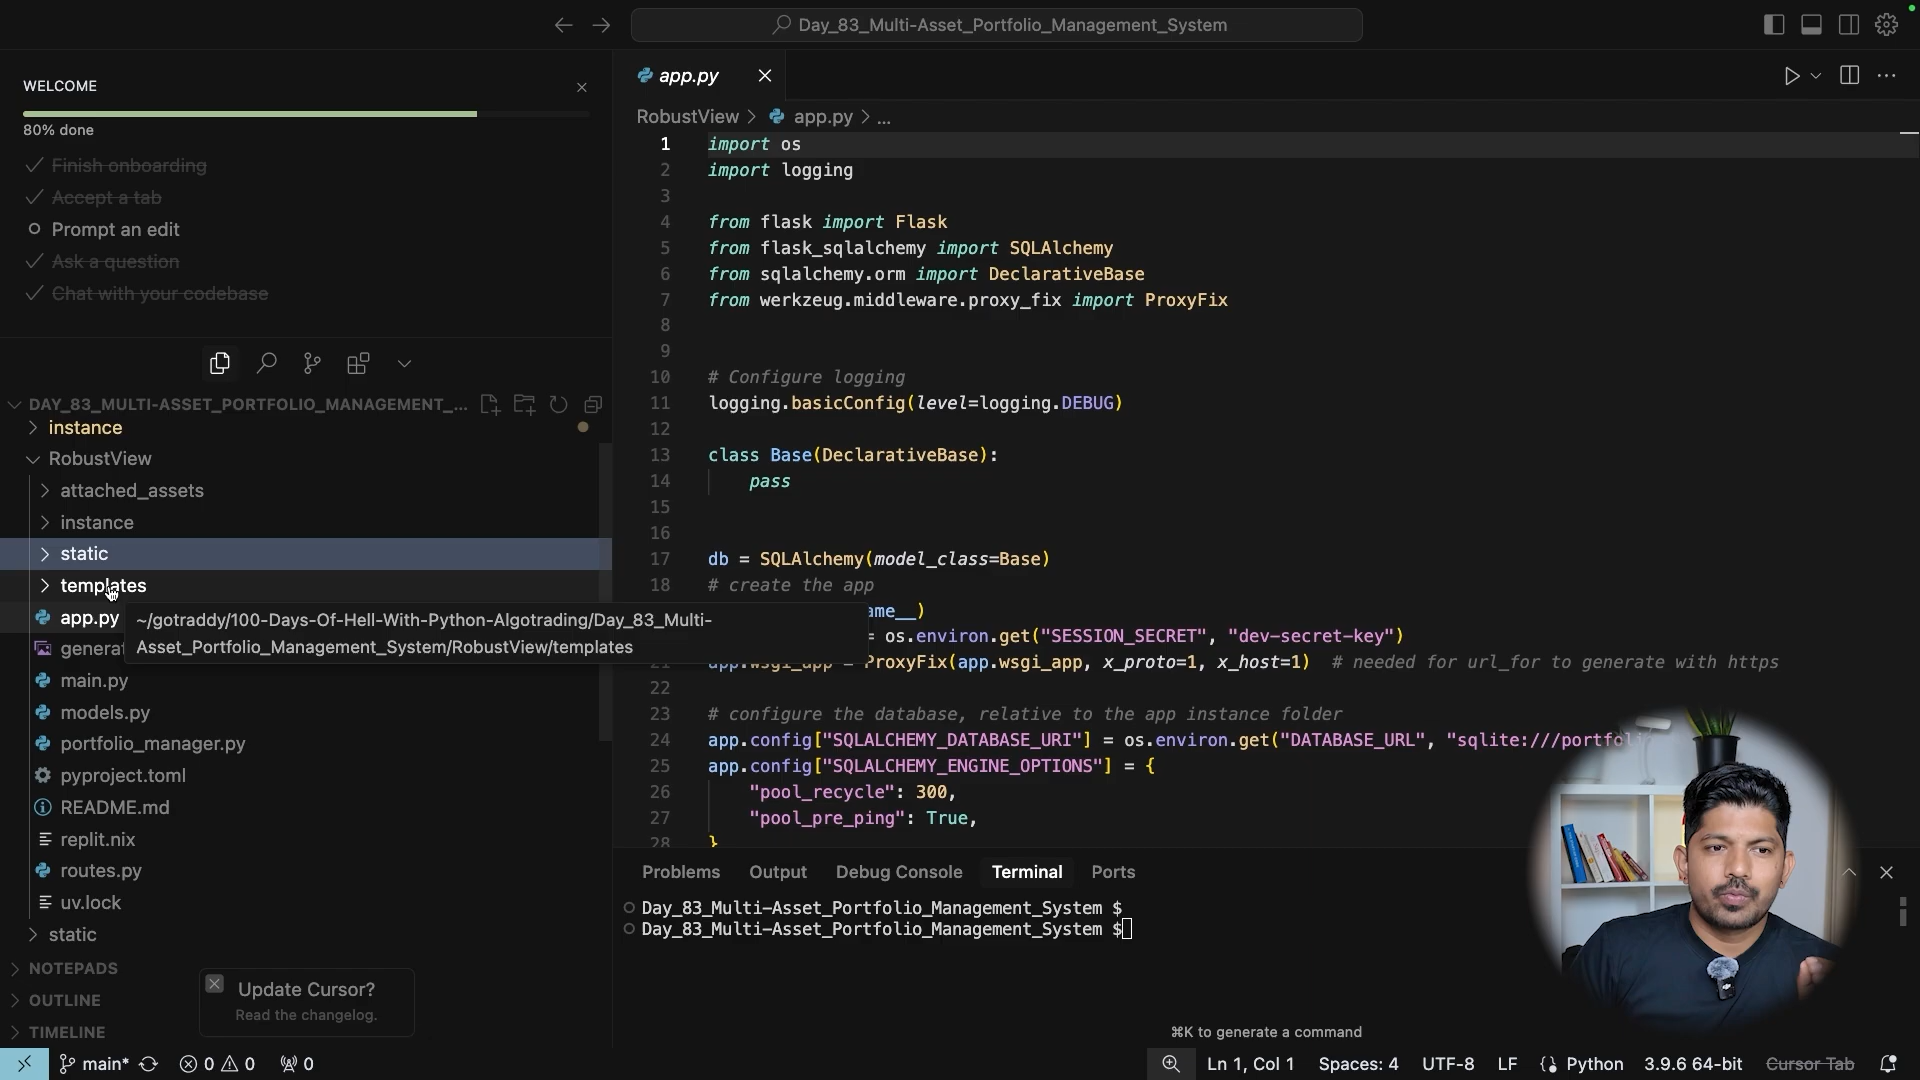 Day_83_Multi-Asset_Portfolio_Management_System
WELCOME
80% done
Finish onboarding
Accept a tab
Prompt an edit
Ask a question
Chat with your codebase
DAY_83_MULTI-ASSET_PORTFOLIO_MANAGEMENT_...
instance
RobustView
attached_assets
instance
static
templates
app.py
~/gotraddy/100-Days-Of-Hell-With-Python-Algotrading/Day_83_Multi-
Asset_Portfolio_Management_System/RobustView/templates
main.py
models.py
portfolio_manager.py
pyproject.toml
README.md
replit.nix
routes.py
uv.lock
static
NOTEPADS
OUTLINE
TIMELINE
Update Cursor?
Read the changelog.
app.py
RobustView > app.py > ...
1 import os
2 import logging
3
4 from flask import Flask
5 from flask_sqlalchemy import SQLAlchemy
6 from sqlalchemy.orm import DeclarativeBase
7 from werkzeug.middleware.proxy_fix import ProxyFix
8
9
10 # Configure logging
11 logging.basicConfig(level=logging.DEBUG)
12
13 class Base(DeclarativeBase):
14 pass
15
16
17 db = SQLAlchemy(model_class=Base)
18 # create the app
ame__)
= os.environ.get("SESSION_SECRET", "dev-secret-key")
app.wsgi_app = ProxyFix(app.wsgi_app, x_proto=1, x_host=1) # needed for url_for to generate with https
22
23 # configure the database, relative to the app instance folder
24 app.config["SQLALCHEMY_DATABASE_URI"] = os.environ.get("DATABASE_URL", "sqlite:///portfoli
25 app.config["SQLALCHEMY_ENGINE_OPTIONS"] = {
26 "pool_recycle": 300,
27 "pool_pre_ping": True,
28 }
Problems Output Debug Console Terminal Ports
Day_83_Multi-Asset_Portfolio_Management_System $
Day_83_Multi-Asset_Portfolio_Management_System $
⌘K to generate a command
main* 0 0 0 Ln 1, Col 1 Spaces: 4 UTF-8 LF {} Python 3.9.6 64-bit Cursor Tab